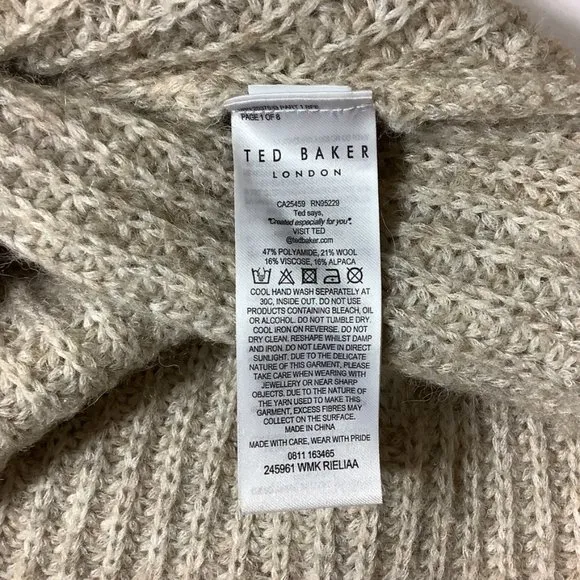 PAGE 1 OF 8
TED BAKER
LONDON
CA25459 RN95229
Ted says,
"Created especially for you".
VISIT TED
@tedbaker.com
47% POLYAMIDE, 21% WOOL
16% VISCOSE, 16% ALPACA
COOL HAND WASH SEPARATELY AT
30C, INSIDE OUT. DO NOT USE
PRODUCTS CONTAINING BLEACH, OIL
OR ALCOHOL. DO NOT TUMBLE DRY.
COOL IRON ON REVERSE. DO NOT
DRY CLEAN. RESHAPE WHILST DAMP
AND IRON. DO NOT LEAVE IN DIRECT
SUNLIGHT. DUE TO THE DELICATE
NATURE OF THIS GARMENT, PLEASE
TAKE CARE WHEN WEARING WITH
JEWELLERY OR NEAR SHARP
OBJECTS. DUE TO THE NATURE OF
THE YARN USED TO MAKE THIS
GARMENT, EXCESS FIBRES MAY
COLLECT ON THE SURFACE.
MADE IN CHINA
MADE WITH CARE, WEAR WITH PRIDE
0811 163465
245961 WMK RIELIAA